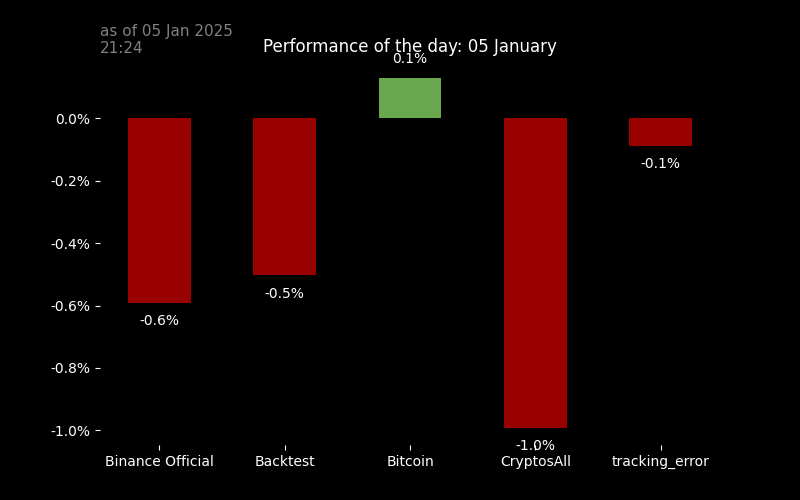 as of 05 Jan 2025
21:24
Performance of the day: 05 January
0.1%
0.0%
-0.1%
-0.2%
-0.4%
-0.5%
-0.6%
-0.6%
-0.8%
-1.0%
-1.0%
Binance Official
Backtest
Bitcoin
CryptosAll
tracking_error